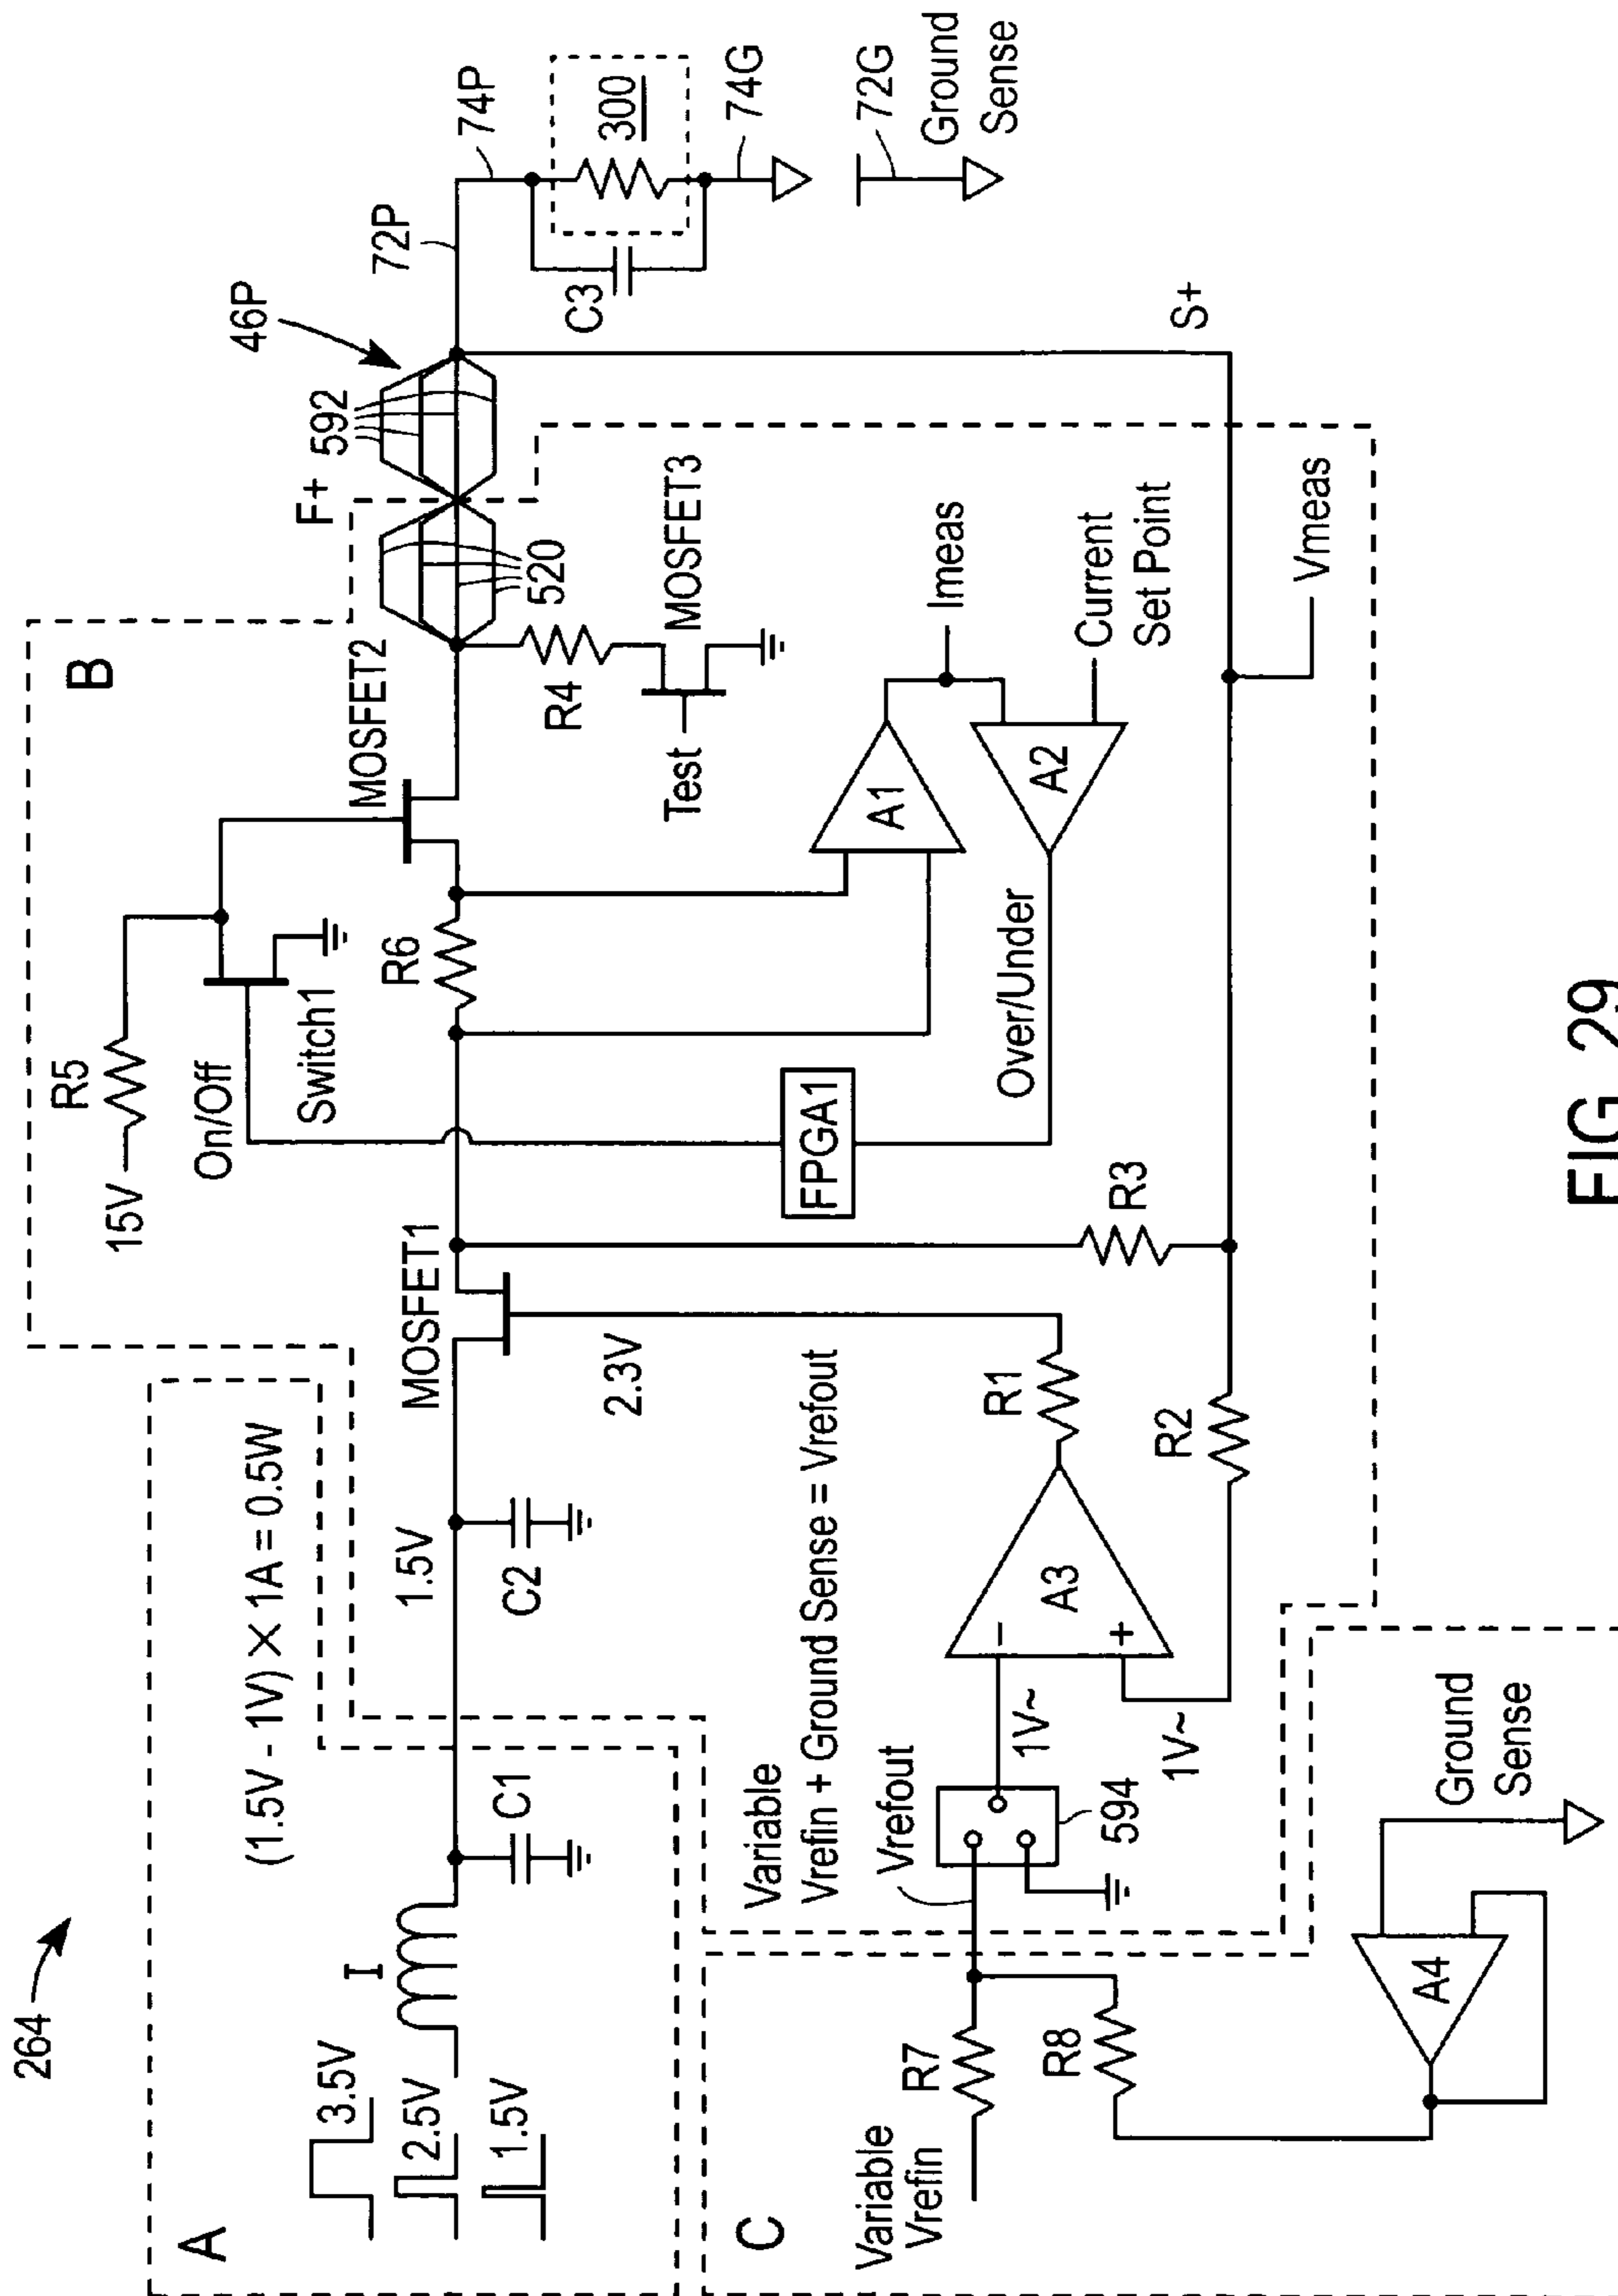 264
A
3.5V
2.5V
1.5V
I
C1
(1.5V - 1V) X 1A = 0.5W
1.5V
C2
MOSFET1
2.3V
B
R5
15V
On/Off
Switch1
MOSFET2
R6
F+
592
46P
520
R4
MOSFET3
Test
72P
74P
300
C3
74G
72G
Ground
Sense
S+
A1
Imeas
A2
Current
Set Point
Over/Under
FPGA1
R3
Vmeas
R1
R2
A3
-
+
1V~
1V~
Variable
Vrefin + Ground Sense = Vrefout
Vrefout
594
C
Variable
Vrefin
R7
R8
A4
Ground
Sense
FIG. 29